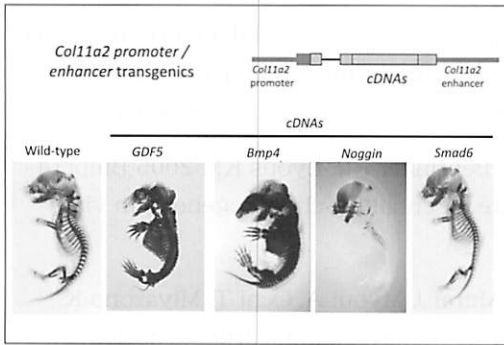 Col11a2 promoter /
enhancer transgenics
Col11a2
promoter
cDNAs
Col11a2
enhancer
cDNAs
Wild-type GDF5 Bmp4 Noggin Smad6